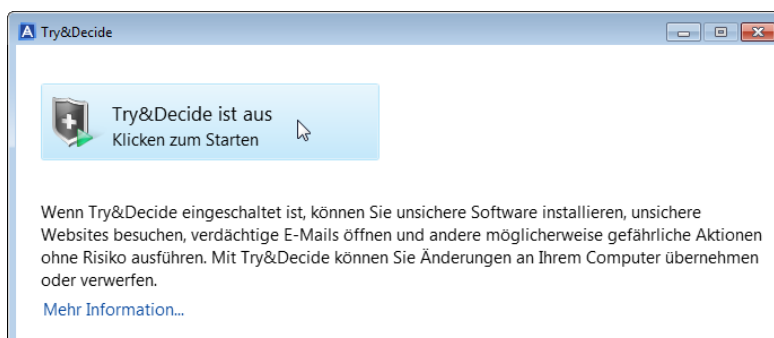 Try&Decide
Try&Decide ist aus
Klicken zum Starten
Wenn Try&Decide eingeschaltet ist, können Sie unsichere Software installieren, unsichere
Websites besuchen, verdächtige E-Mails öffnen und andere möglicherweise gefährliche Aktionen
ohne Risiko ausführen. Mit Try&Decide können Sie Änderungen an Ihrem Computer übernehmen
oder verwerfen.
Mehr Information...